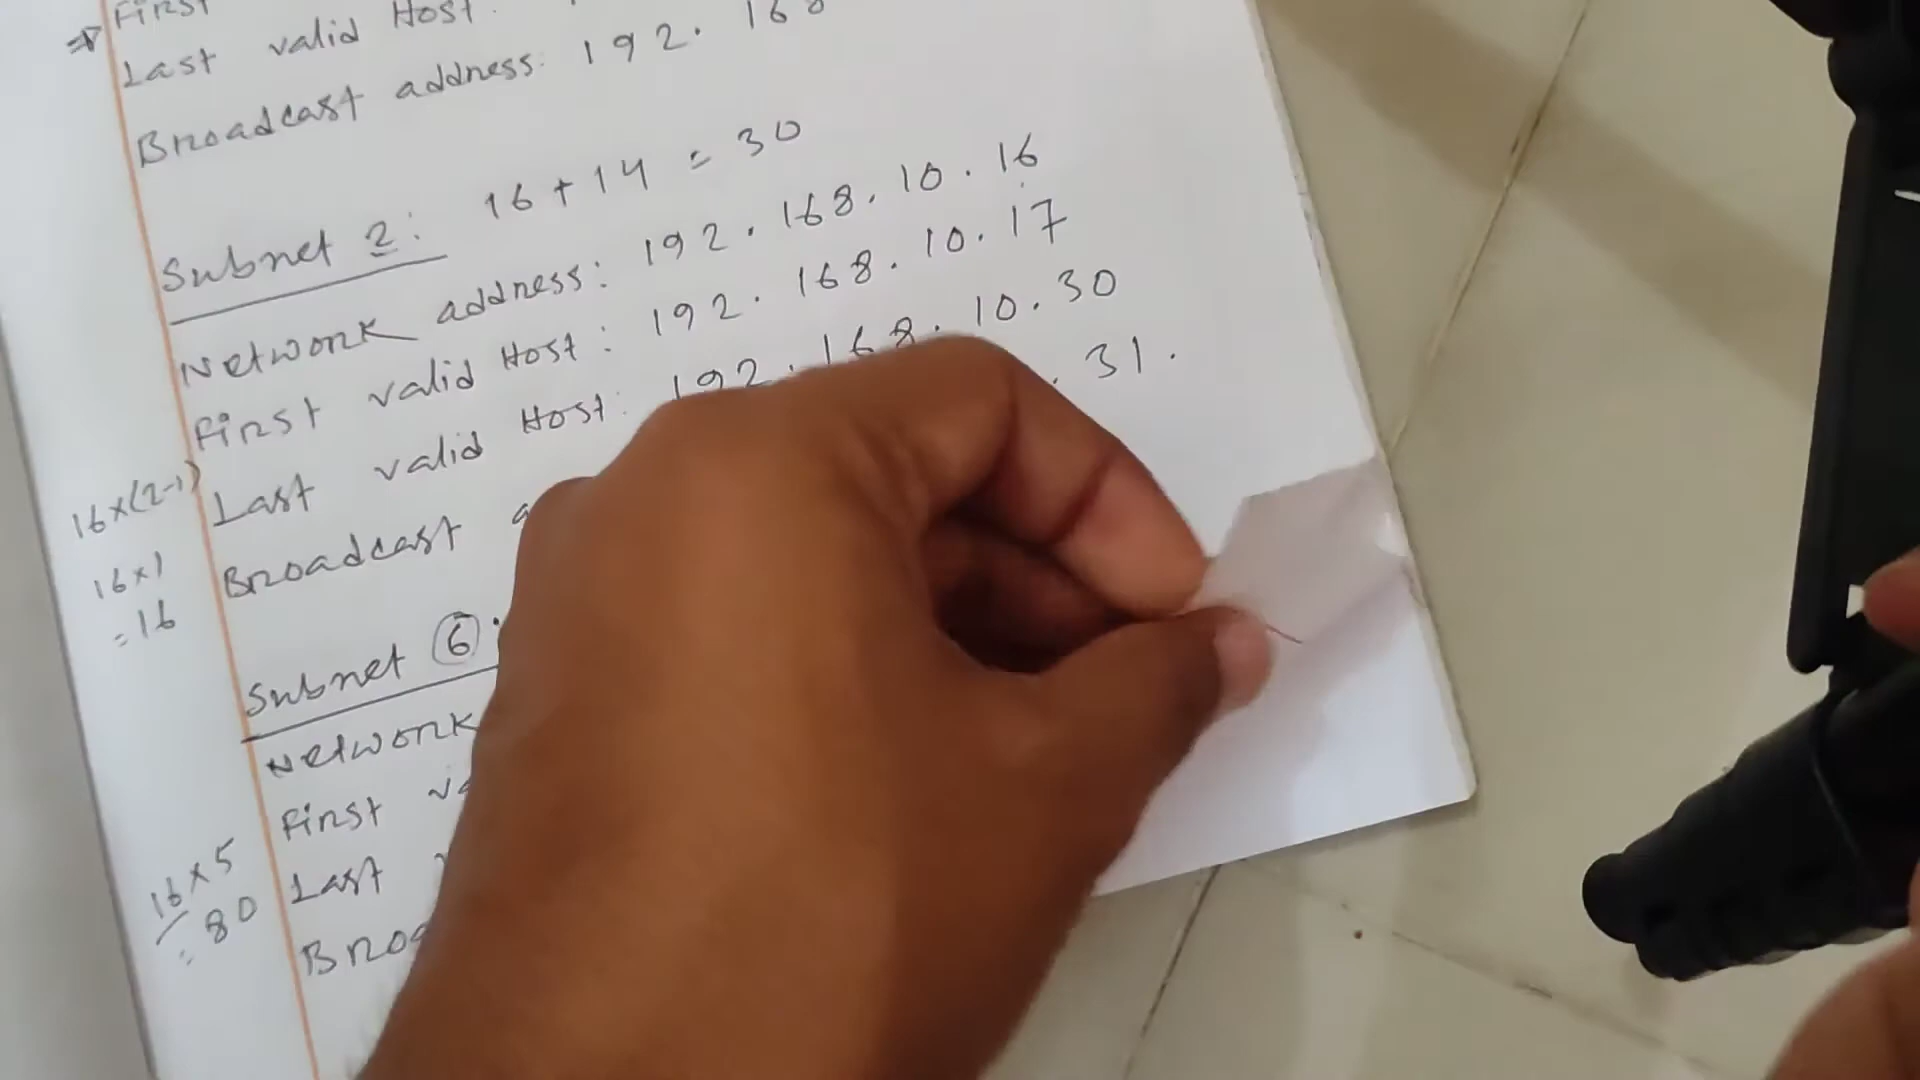 First
Last valid Host:
Broadcast address: 192. 168
Subnet 2: 16+14 = 30
Network address: 192. 168. 10. 16
First valid Host: 192. 168. 10. 17
Last valid Host: 192. 168. 10. 30
Broadcast . 31.
16×(2-1)
16×1
=16
Subnet 6:
Network
First
Last
16×5
= 80